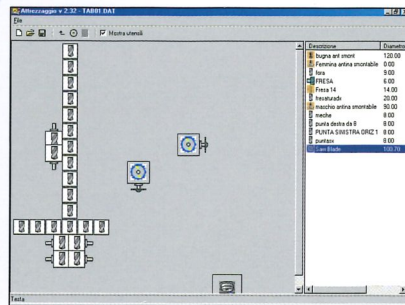 Attrezzaggio v 2.32 - TAB01.DAT
File
Mostra utensili
Descrizione Diametro
bugna ant smont 120.00
Femmina antina smontabile 0.00
fora 9.00
FRESA 6.00
Fresa 14 14.00
fresaturadx 20.00
maschio antina smontabile 90.00
meche 8.00
punta destra da 8 8.00
PUNTA SINISTRA ORIZ 1 8.00
puntasx 8.00
Saw Blade 100.70
Testa